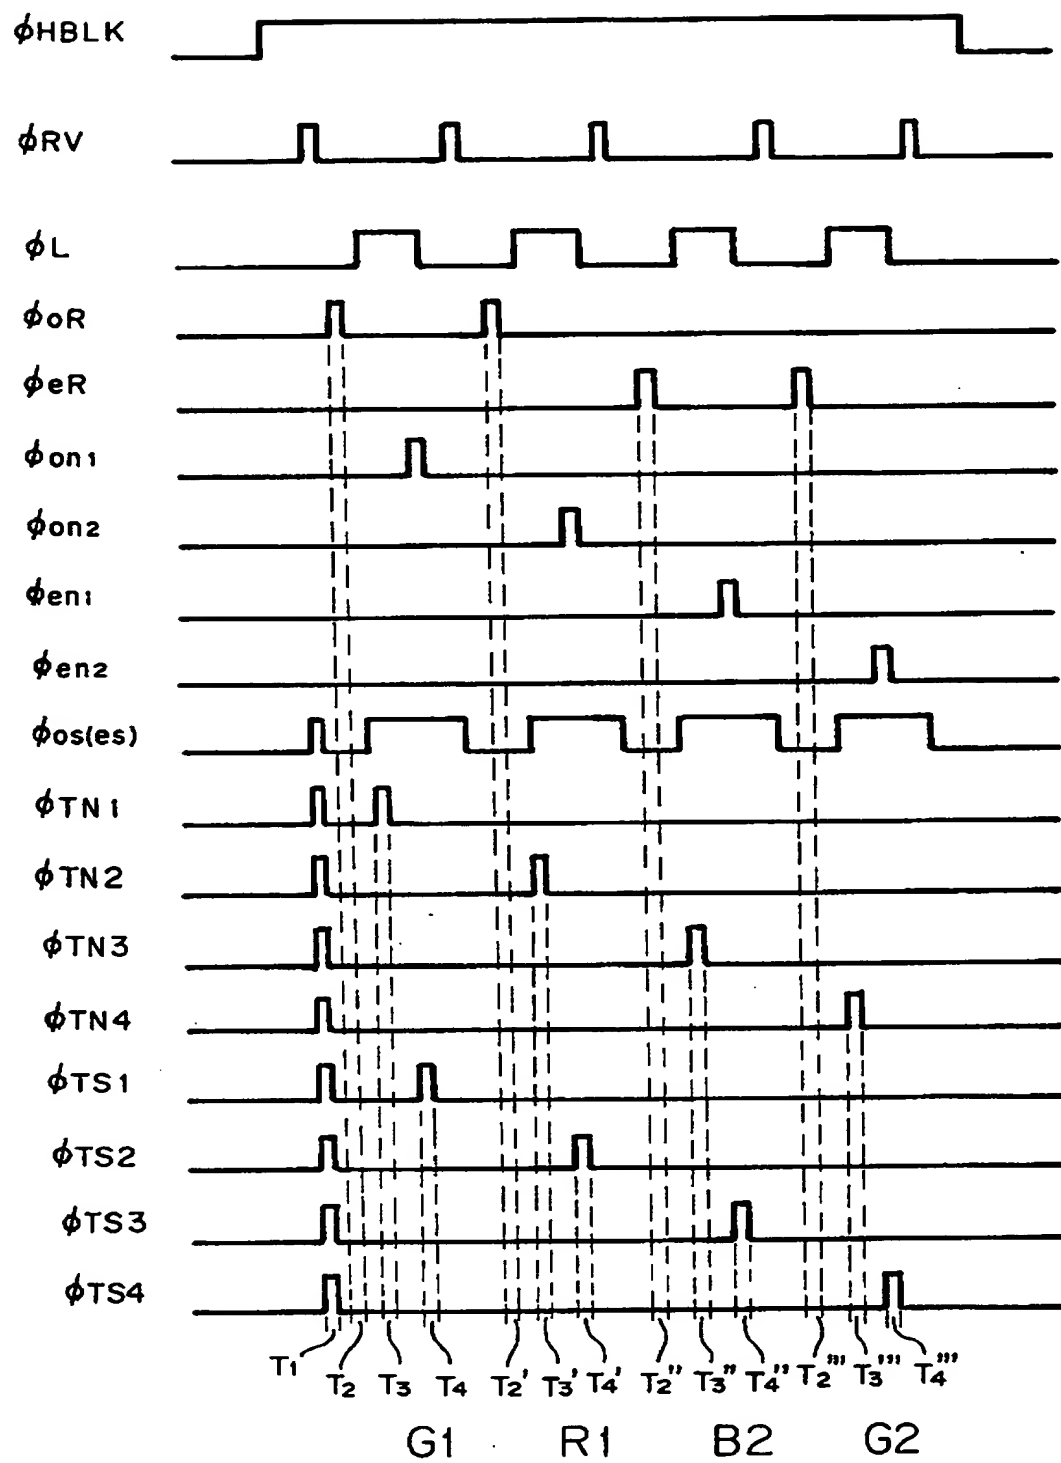 ϕHBLK
ϕRV
ϕL
ϕoR
ϕeR
ϕon1
ϕon2
ϕen1
ϕen2
ϕos(es)
ϕTN1
ϕTN2
ϕTN3
ϕTN4
ϕTS1
ϕTS2
ϕTS3
ϕTS4
T1 T2 T3 T4 T2' T3' T4' T2'' T3'' T4'' T2''' T3''' T4'''
G1 R1 B2 G2